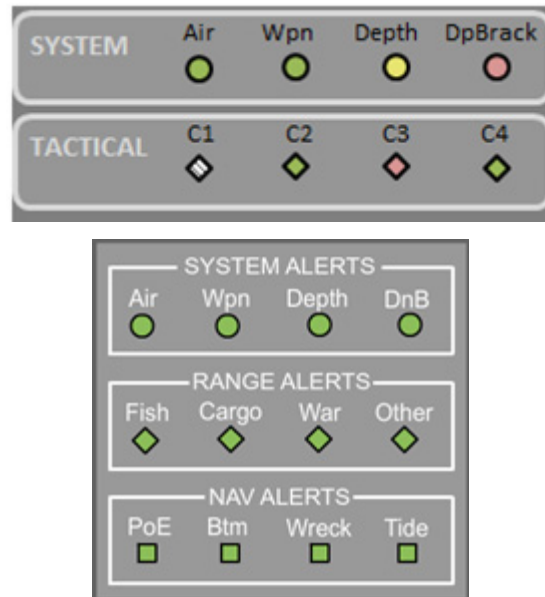 SYSTEM Air Wpn Depth DpBrack
TACTICAL C1 C2 C3 C4
SYSTEM ALERTS
Air Wpn Depth DnB
RANGE ALERTS
Fish Cargo War Other
NAV ALERTS
PoE Btm Wreck Tide